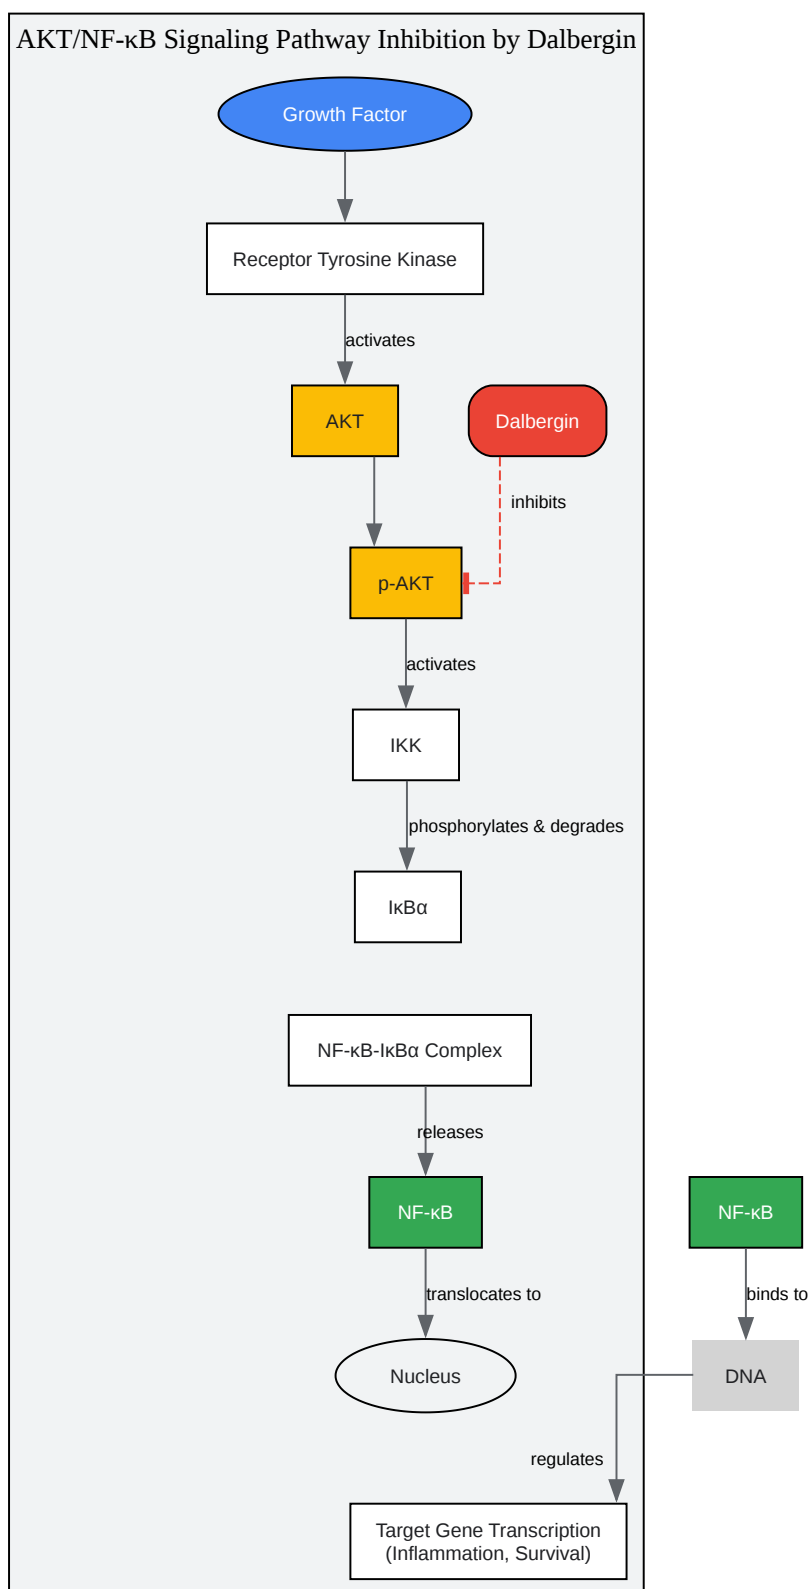 AKT/NF-κB Signaling Pathway Inhibition by Dalbergin
Growth Factor
Receptor Tyrosine Kinase
activates
AKT
Dalbergin
inhibits
p-AKT
activates
IKK
phosphorylates & degrades
IκBα
NF-κB-IκBα Complex
releases
NF-κB
NF-κB
translocates to
binds to
Nucleus
DNA
regulates
Target Gene Transcription
(Inflammation, Survival)